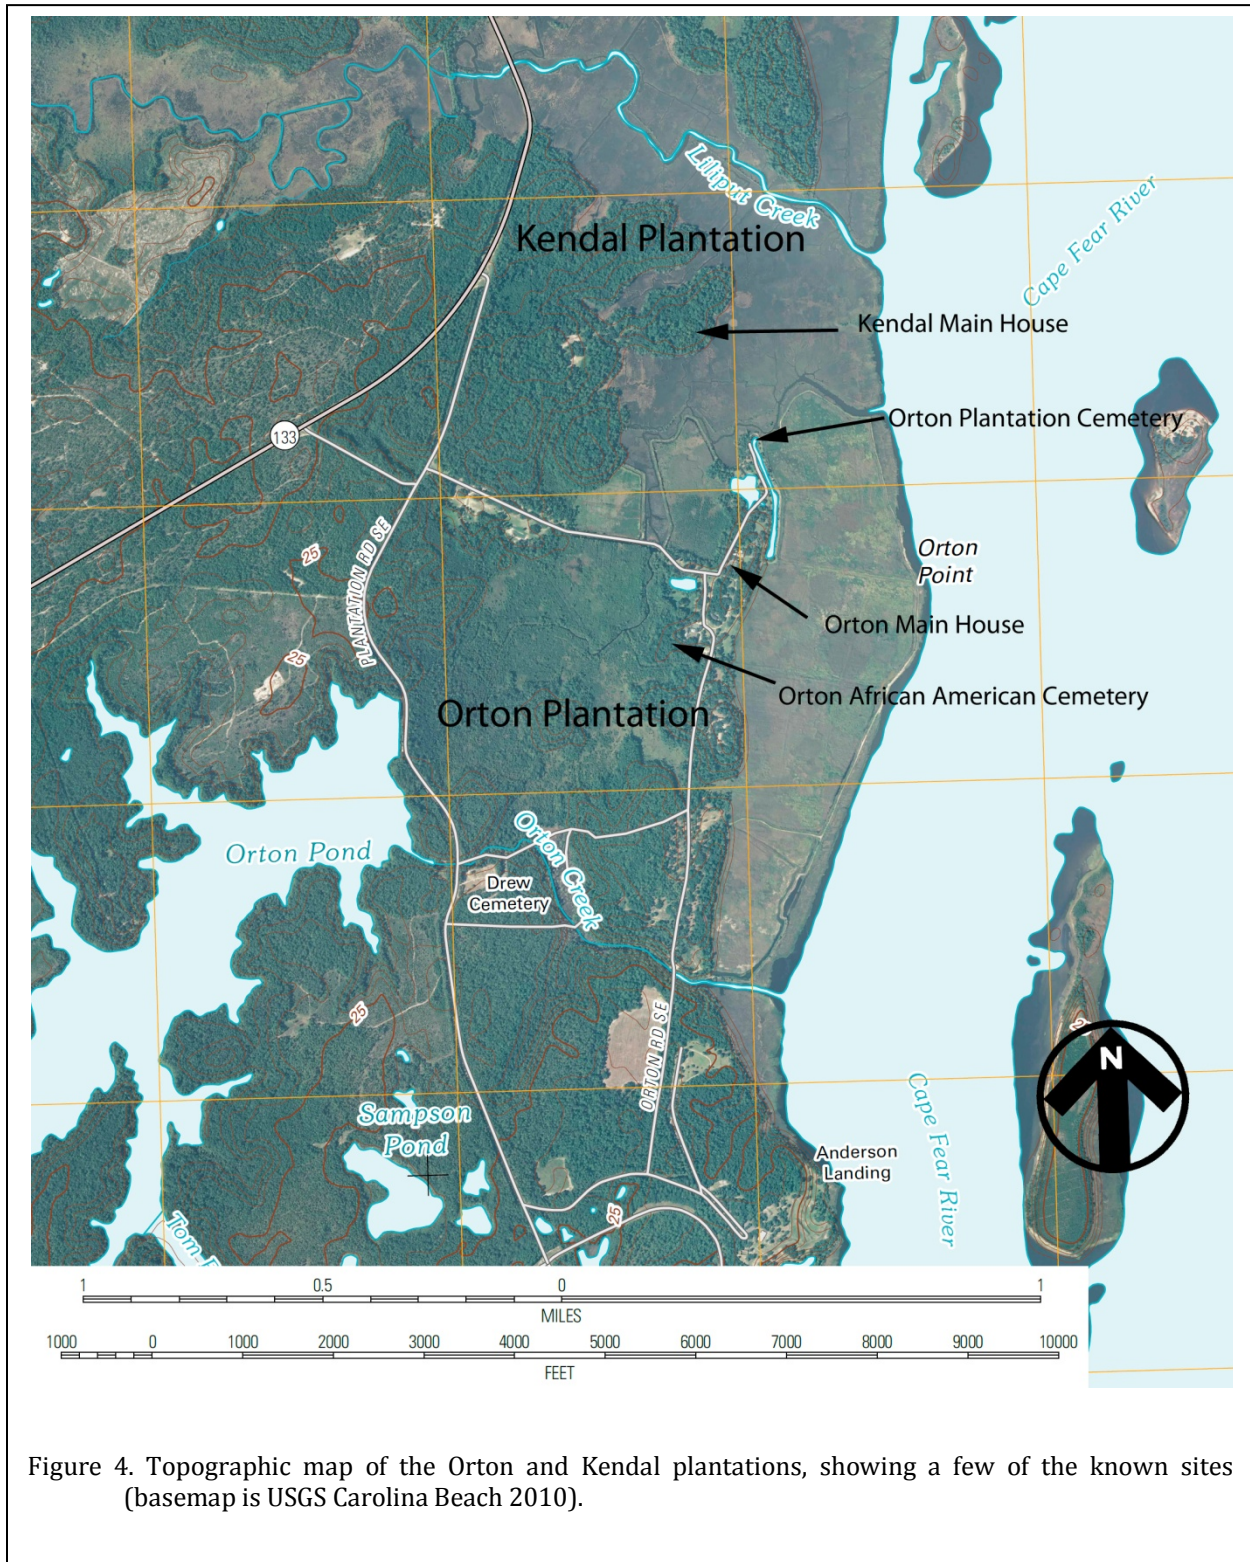 Liliput Creek
Cape Fear River
Kendal Plantation
Kendal Main House
Orton Plantation Cemetery
133
PLANTATION RD SE
25
Orton
Point
Orton Main House
25
Orton African American Cemetery
Orton Plantation
Orton Pond
Orton Creek
Drew
Cemetery
25
ORTON RD SE
N
Cape Fear River
Sampson
Pond
Anderson
Landing
25
1 0.5 0 1
MILES
1000 0 1000 2000 3000 4000 5000 6000 7000 8000 9000 10000
FEET
Figure 4. Topographic map of the Orton and Kendal plantations, showing a few of the known sites
(basemap is USGS Carolina Beach 2010).